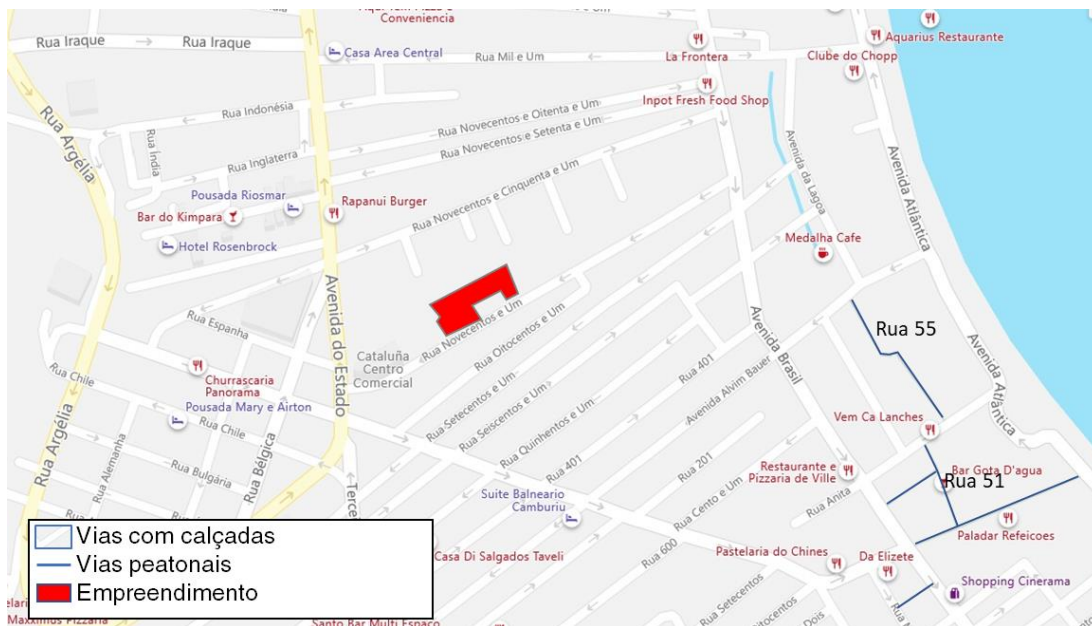 Conveniencia
Aquarius Restaurante
Rua Iraque
Rua Iraque
Casa Area Central
Rua Mil e Um
La Frontera
Clube do Chopp
Inpot Fresh Food Shop
Rua Argélia
Rua Indonésia
Rua Novecentos e Oitenta e Um
Rua Novecentos e Setenta e Um
Rua Índia
Rua Inglaterra
Avenida da Lagoa
Avenida Atlântica
Pousada Riosmar
Rapanui Burger
Rua Novecentos e Cinquenta e Um
Bar do Kimpara
Hotel Rosenbrock
Medalha Cafe
Avenida do Estado
Rua Novecentos e Um
Rua Espanha
Rua Oitocentos e Um
Rua 55
Avenida Brasil
Avenida Atlântica
Cataluña
Centro
Comercial
Rua Chile
Churrascaria
Panorama
Rua Setecentos e Um
Rua Seiscentos e Um
Rua 401
Avenida Alvim Bauer
Pousada Mary e Airton
Rua Quinhentos e Um
Vem Ca Lanches
Rua Argélia
Rua Alemanha
Rua Chile
Rua Bélgica
Rua Bulgária
Rua 401
Rua 201
Restaurante e
Pizzaria de Ville
Bar Gota D'agua
Rua 51
Terce
Suite Balneario
Camburiu
Rua Cento e Um
Rua Anita
Paladar Refeicoes
Vias com calçadas
Vias peatonais
Empreendimento
Casa Di Salgados Taveli
Rua 600
Pastelaria do Chines
Da Elizete
Shopping Cinerama
Rua Setecentos
Dois
Maxximus Pizzaria
Santo Bar Multi Espaço